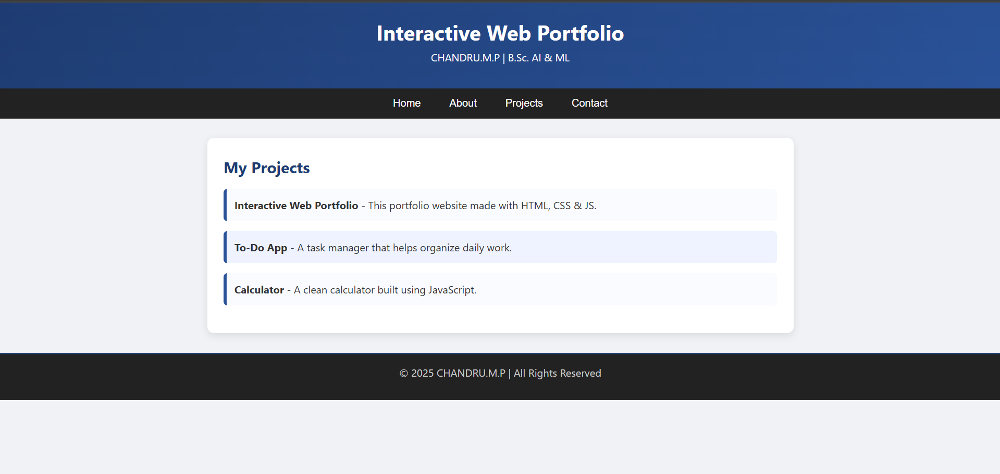 Interactive Web Portfolio
CHANDRU.M.P | B.Sc. AI & ML
Home About Projects Contact
My Projects
Interactive Web Portfolio - This portfolio website made with HTML, CSS & JS.
To-Do App - A task manager that helps organize daily work.
Calculator - A clean calculator built using JavaScript.
© 2025 CHANDRU.M.P | All Rights Reserved